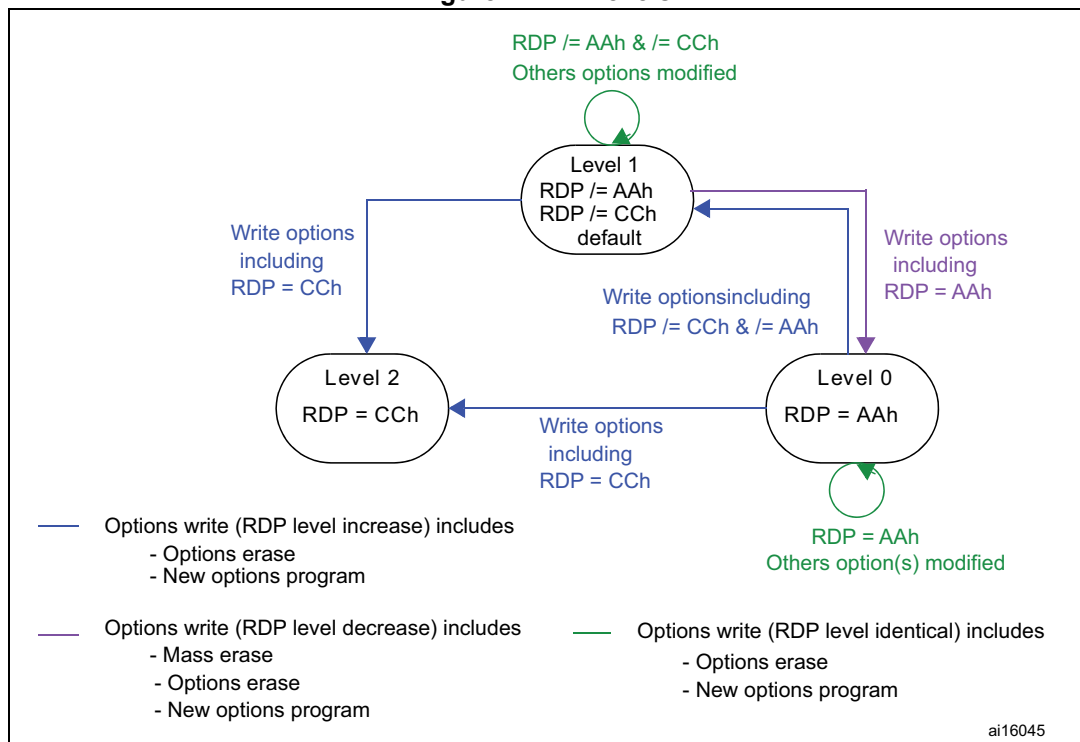 RDP /= AAh & /= CCh
Others options modified
Level 1
RDP /= AAh
RDP /= CCh
default
Write options
including
RDP = CCh
Write options
including
RDP = AAh
Write optionsincluding
RDP /= CCh & /= AAh
Level 2
RDP = CCh
Level 0
RDP = AAh
Write options
including
RDP = CCh
RDP = AAh
Others option(s) modified
Options write (RDP level increase) includes
- Options erase
- New options program
Options write (RDP level decrease) includes
- Mass erase
- Options erase
- New options program
Options write (RDP level identical) includes
- Options erase
- New options program
ai16045